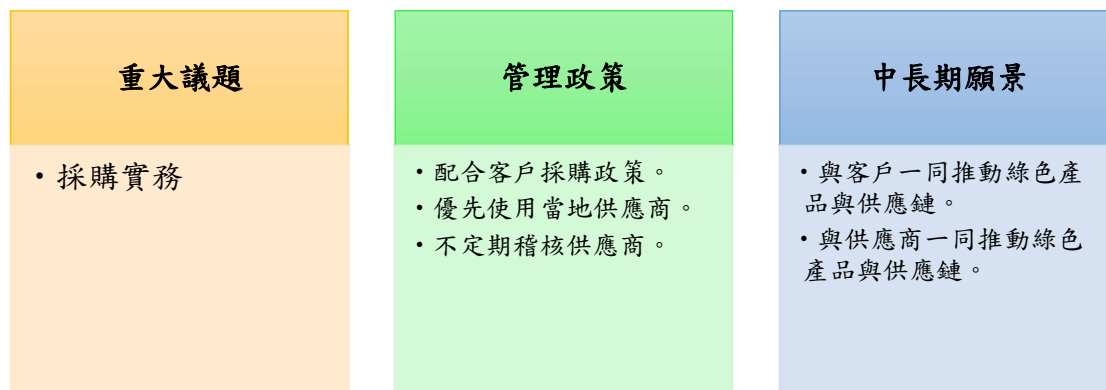 重大議題
・採購實務
管理政策
・配合客戶採購政策。
・優先使用當地供應商。
・不定期稽核供應商。
中長期願景
・與客戶一同推動綠色產
品與供應鏈。
・與供應商一同推動綠色
產品與供應鏈。